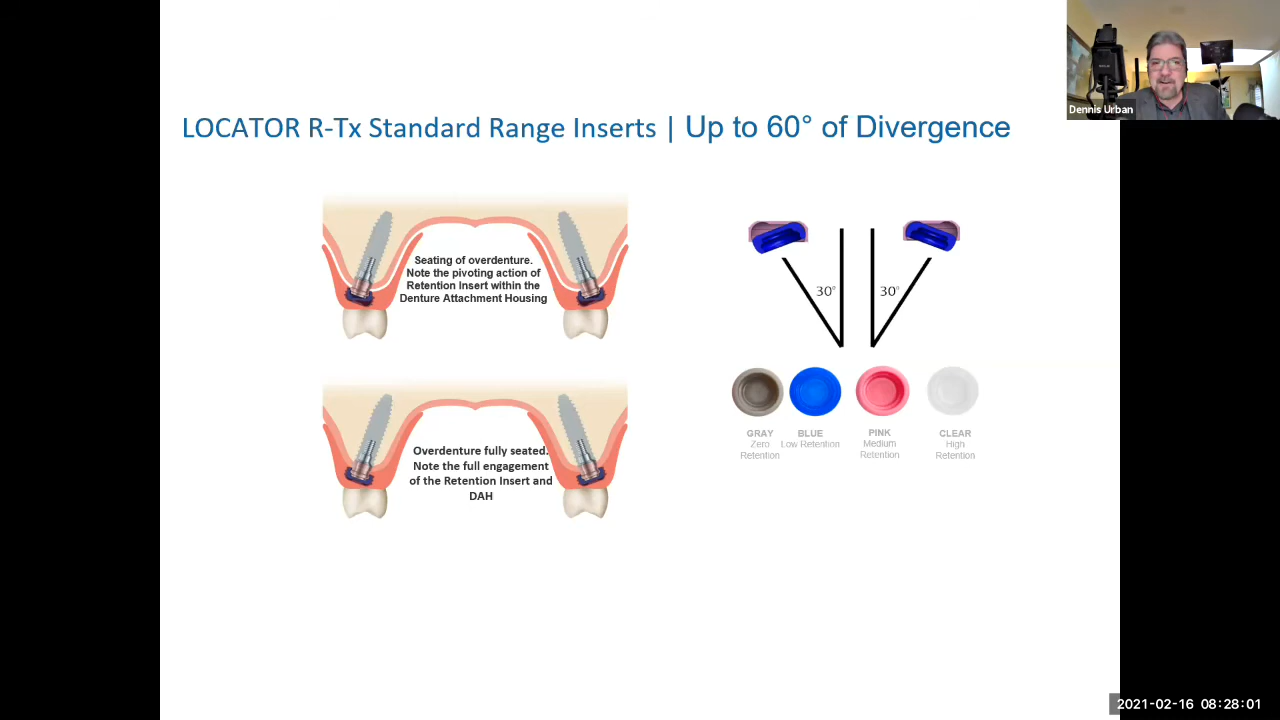 Dennis Urban
LOCATOR R-Tx Standard Range Inserts | Up to 60° of Divergence
Seating of overdenture.
Note the pivoting action of
Retention Insert within the
Denture Attachment Housing
30°
30°
GRAY
Zero
Retention
BLUE
Low Retention
PINK
Medium
Retention
CLEAR
High
Retention
Overdenture fully seated.
Note the full engagement
of the Retention Insert and
DAH
2021-02-16 08:28:01